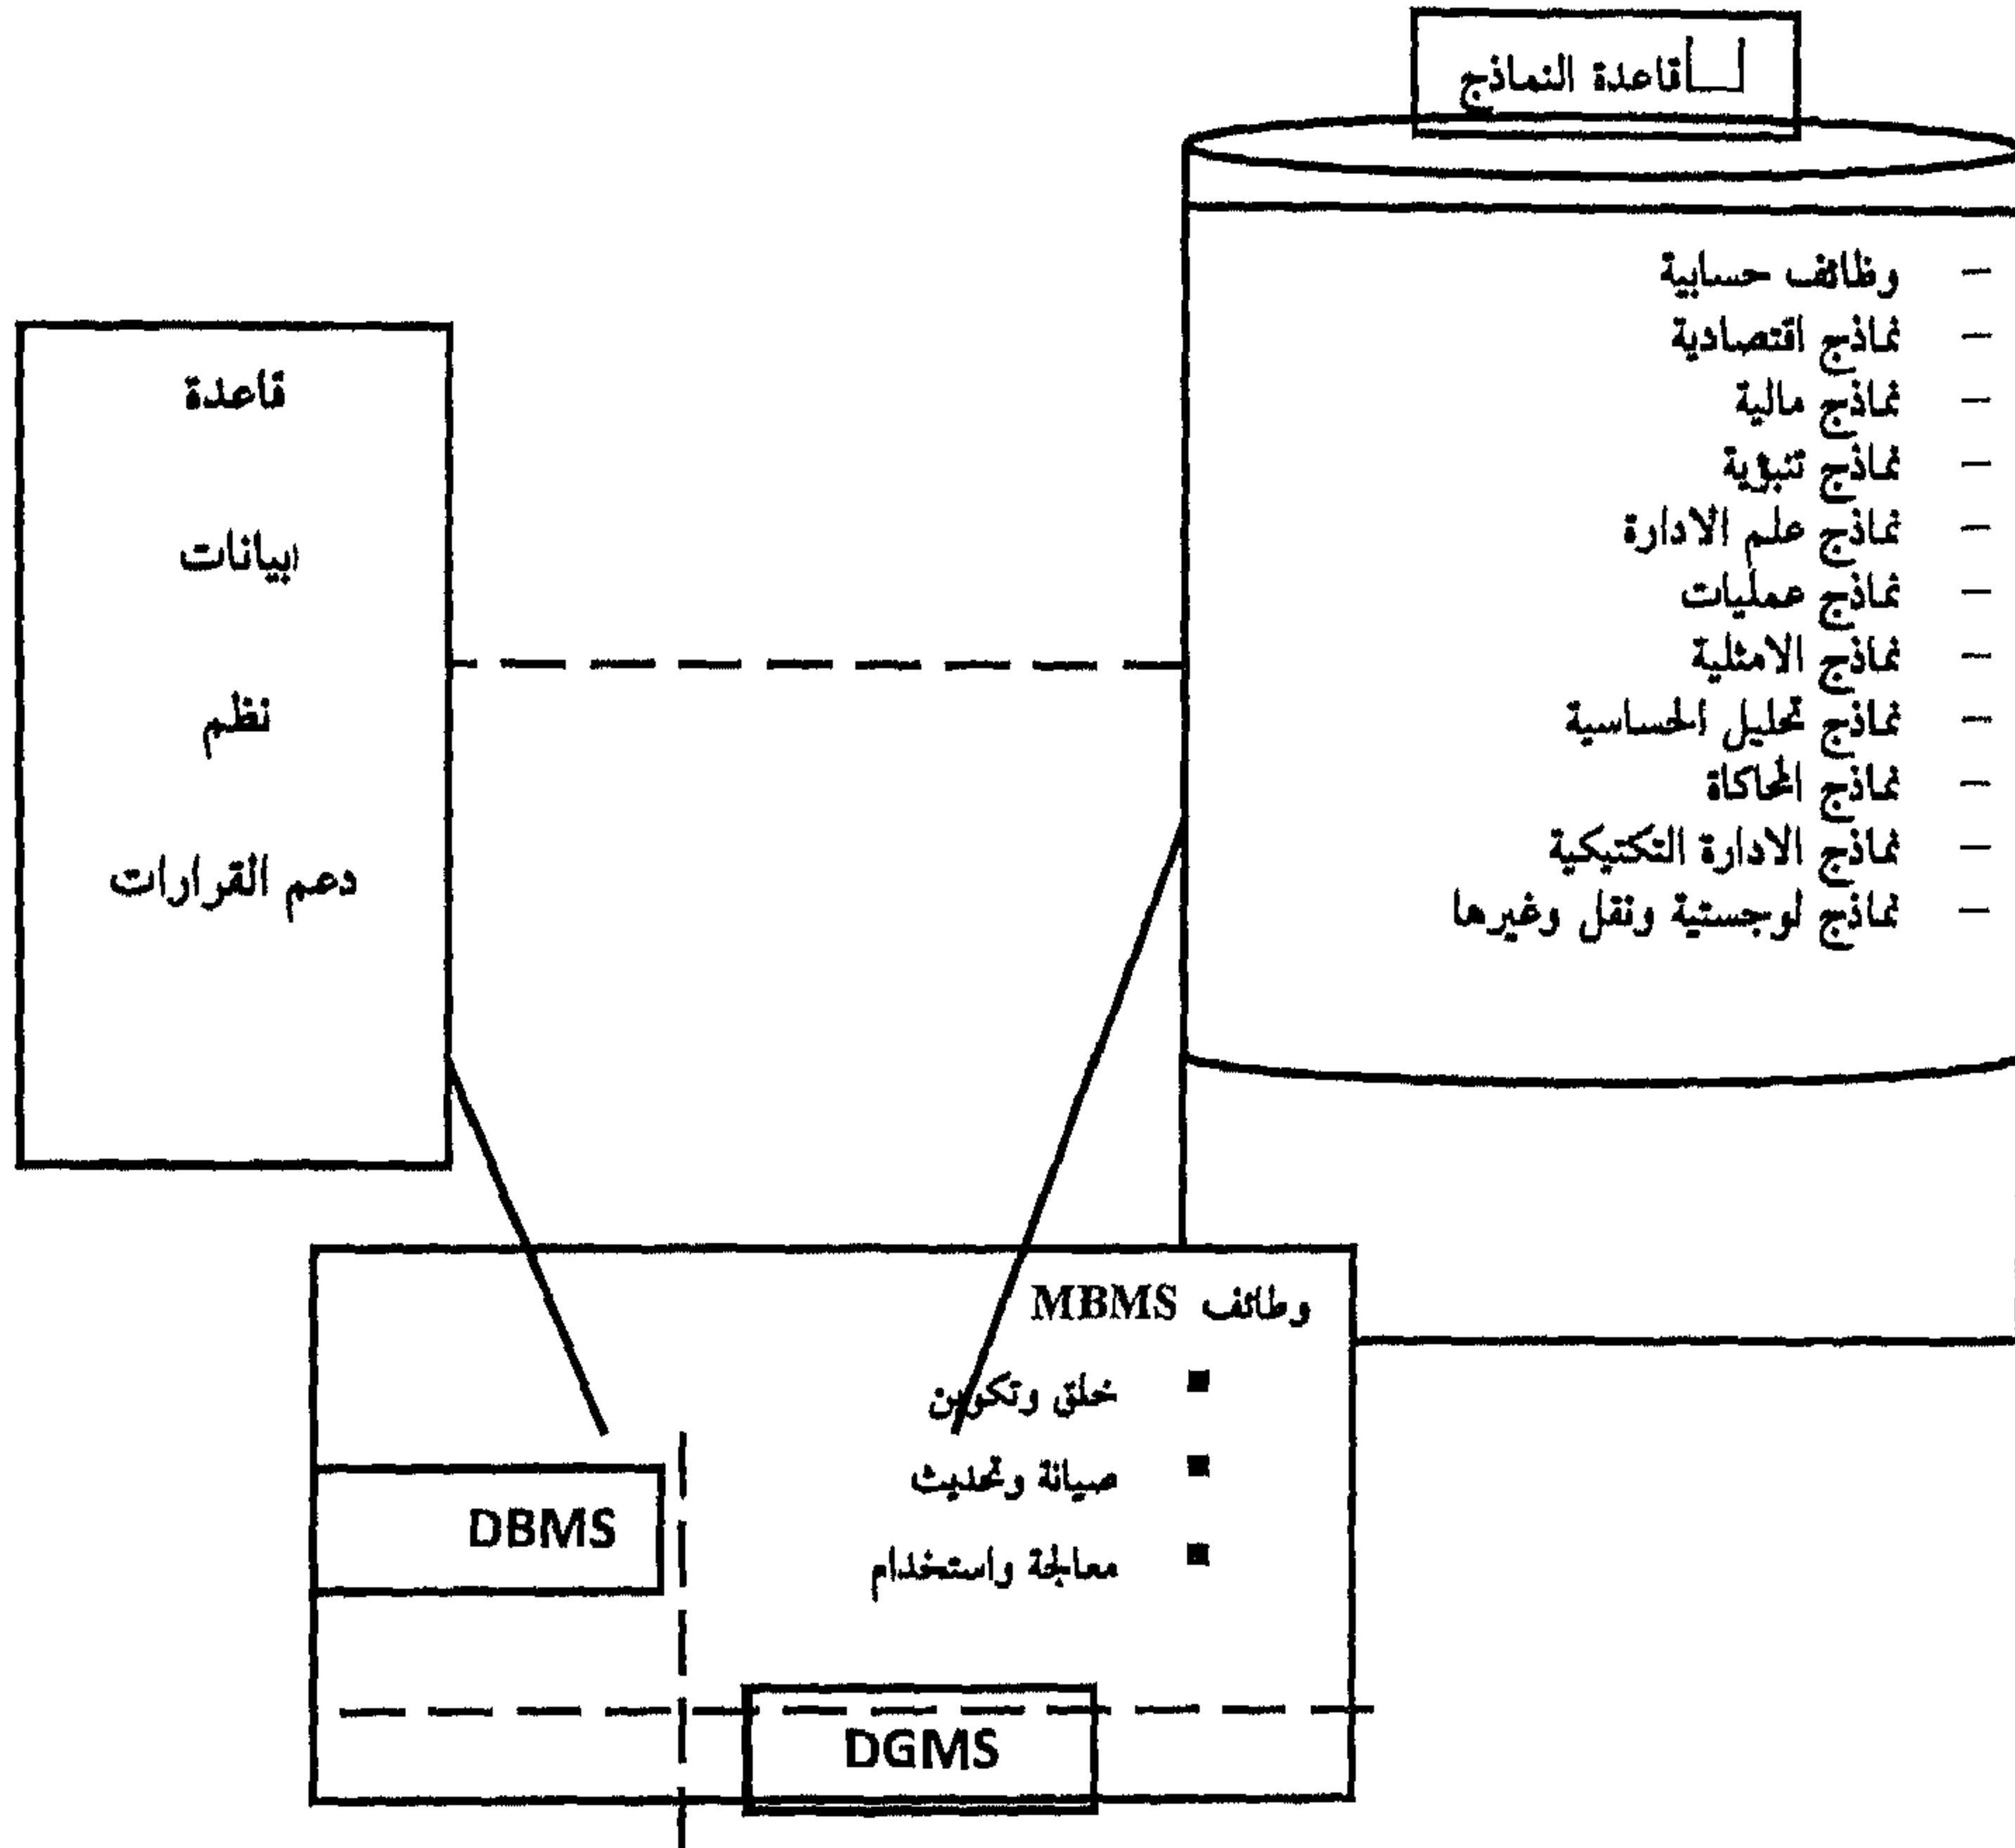 قاعدة النماذج
– وظائف حسابية
– نماذج اقتصادية
– نماذج مالية
– نماذج تنبوية
– نماذج علم الادارة
– نماذج عمليات
– نماذج الامثلية
– نماذج تحليل الحساسية
– نماذج المحاكاة
– نماذج الادارة التكتيكية
– نماذج لوجستية ونقل وغيرها
قاعدة
بيانات
نظم
دعم القرارات
وظائف MBMS
■ خلق وتكوين
■ صيانة وتحديث
■ معالجة واستخدام
DBMS
DGMS